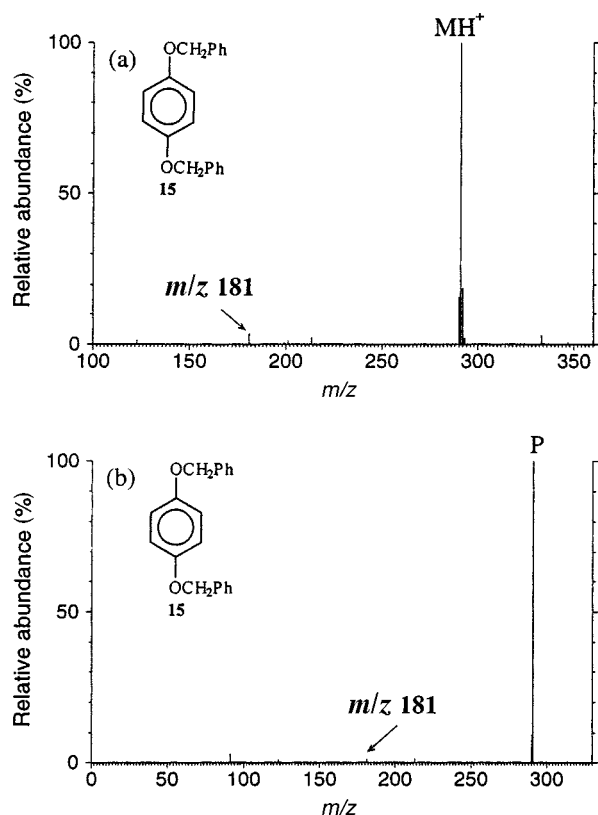 (a)
OCH₂Ph
OCH₂Ph
15
MH⁺
m/z 181
Relative abundance (%)
100
50
0
100 150 200 250 300 350
m/z
(b)
OCH₂Ph
OCH₂Ph
15
P
m/z 181
Relative abundance (%)
100
50
0
0 50 100 150 200 250 300
m/z